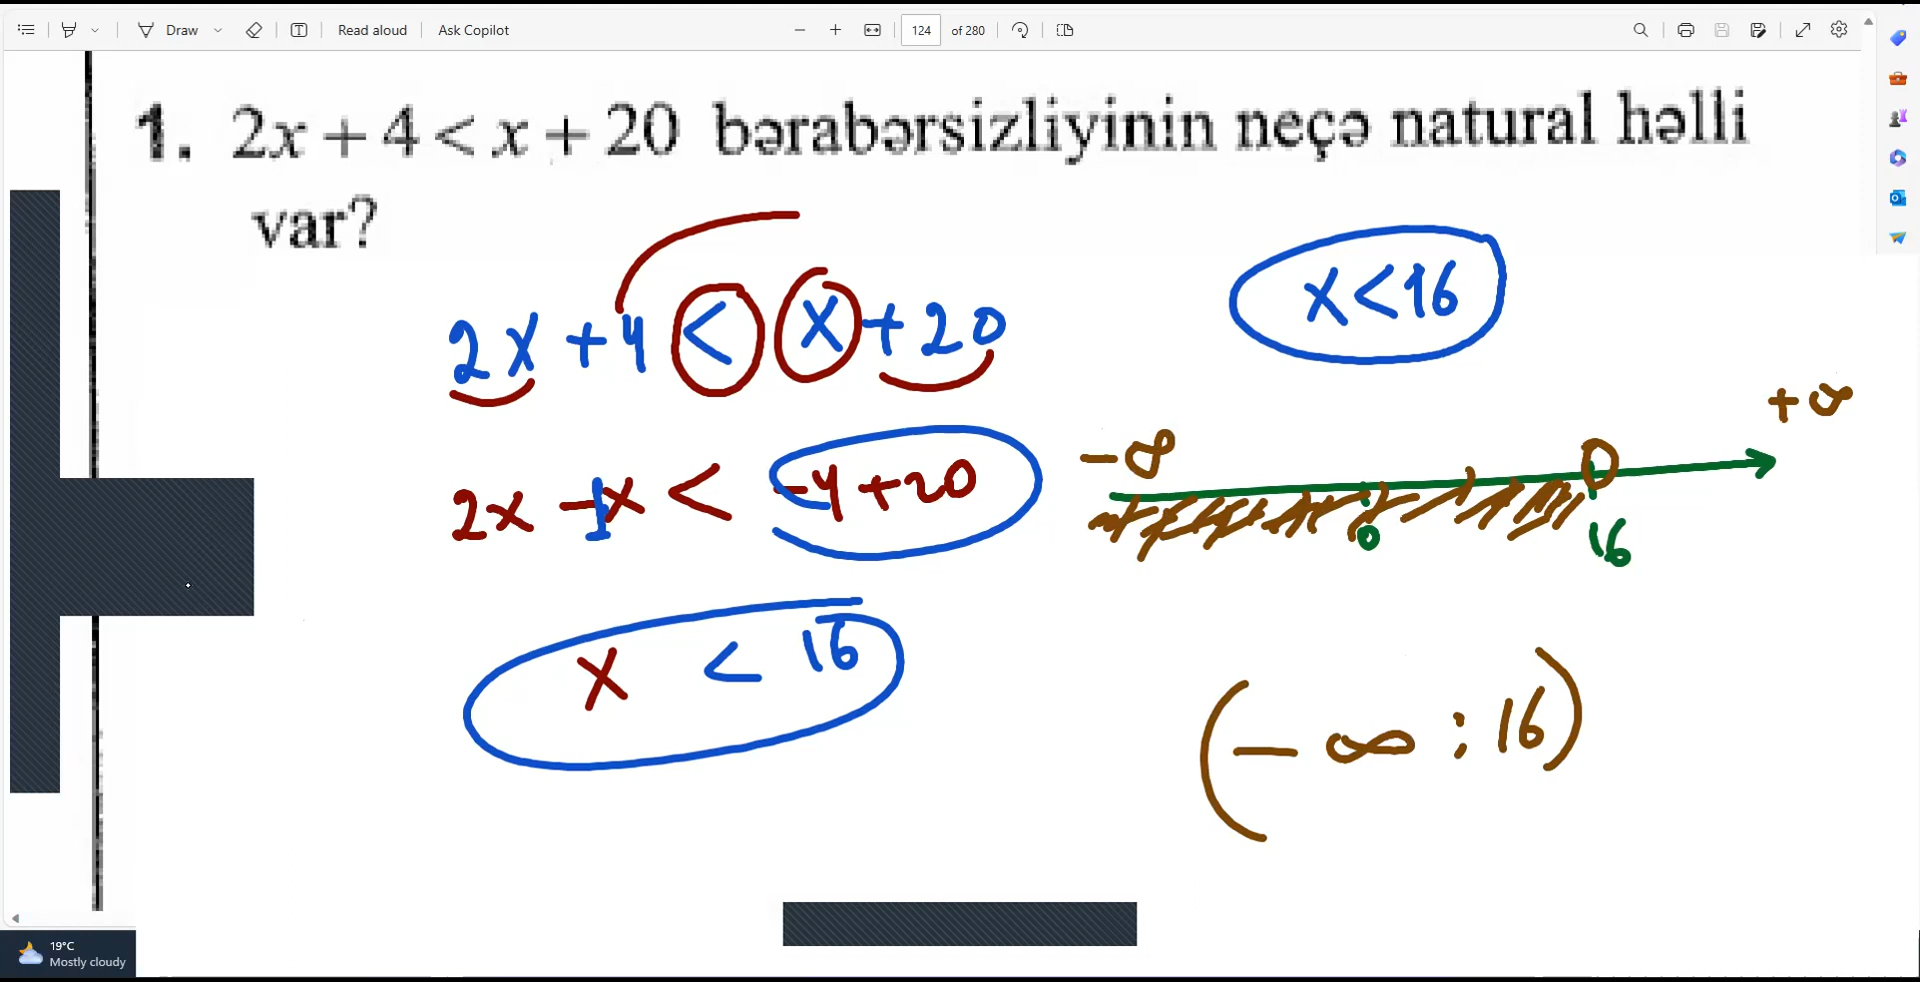 Draw
Read aloud
Ask Copilot
124 of 280
1. 2x + 4 < x + 20 bərabərsizliyinin neçə natural həlli
var?
2x + 4 < x + 20
2x - 1x < -4 + 20
x < 16
x < 16
-∞ +∞
0 16
(-∞ ; 16)
19°C
Mostly cloudy